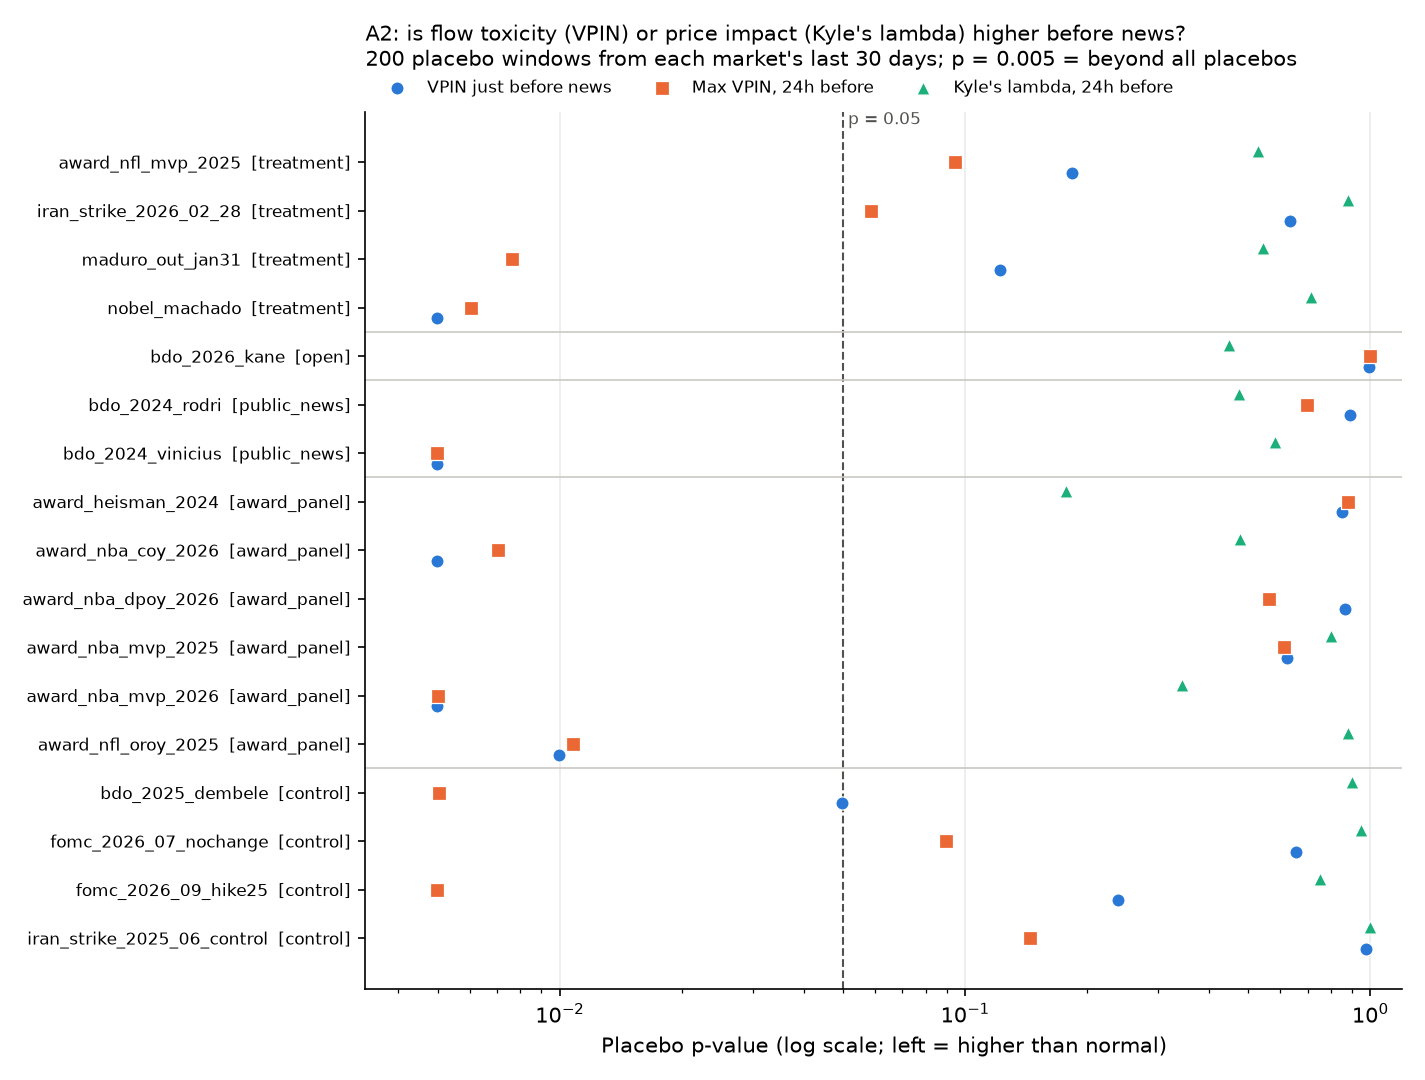 A2: is flow toxicity (VPIN) or price impact (Kyle's lambda) higher before news?
200 placebo windows from each market's last 30 days; p = 0.005 = beyond all placebos
VPIN just before news
Max VPIN, 24h before
Kyle's lambda, 24h before
p = 0.05
award_nfl_mvp_2025 [treatment]
iran_strike_2026_02_28 [treatment]
maduro_out_jan31 [treatment]
nobel_machado [treatment]
bdo_2026_kane [open]
bdo_2024_rodri [public_news]
bdo_2024_vinicius [public_news]
award_heisman_2024 [award_panel]
award_nba_coy_2026 [award_panel]
award_nba_dpoy_2026 [award_panel]
award_nba_mvp_2025 [award_panel]
award_nba_mvp_2026 [award_panel]
award_nfl_oroy_2025 [award_panel]
bdo_2025_dembele [control]
fomc_2026_07_nochange [control]
fomc_2026_09_hike25 [control]
iran_strike_2025_06_control [control]
10⁻² 10⁻¹ 10⁰
Placebo p-value (log scale; left = higher than normal)